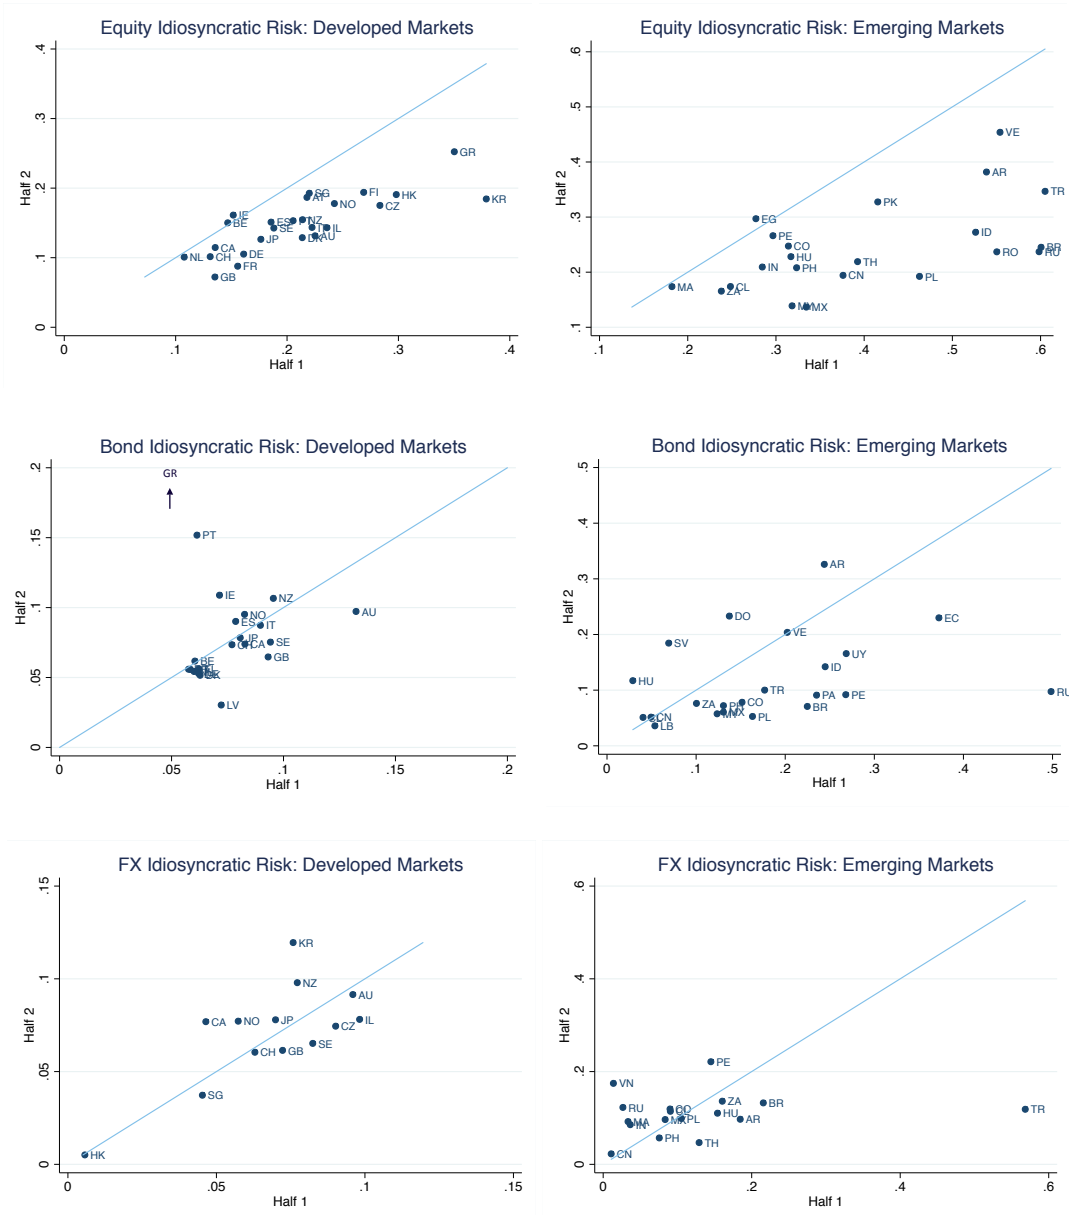 Equity Idiosyncratic Risk: Developed Markets
Half 2
.4
.3
.2
.1
0
GR
KR
HK
FI
CZ
NO
SG
AT
NZ
IT
IL
AU
DK
ES
SE
JP
IE
BE
CA
DE
NL
CH
FR
GB
0
.1
.2
.3
.4
Half 1
Equity Idiosyncratic Risk: Emerging Markets
Half 2
.6
.5
.4
.3
.2
.1
VE
AR
TR
PK
ID
RO
BR
RU
EG
PE
CO
HU
IN
PH
TH
CN
PL
MA
ZA
CL
MY
MX
.1
.2
.3
.4
.5
.6
Half 1
Bond Idiosyncratic Risk: Developed Markets
Half 2
.2
.15
.1
.05
0
GR
PT
IE
NZ
AU
NO
ES
IT
JP
CH
CA
SE
GB
BE
DK
LV
0
.05
.1
.15
.2
Half 1
Bond Idiosyncratic Risk: Emerging Markets
Half 2
.5
.4
.3
.2
.1
0
AR
DO
EC
VE
SV
UY
ID
HU
TR
PA
PE
RU
BR
ZA
PH
CO
MX
MY
PL
CN
LB
0
.1
.2
.3
.4
.5
Half 1
FX Idiosyncratic Risk: Developed Markets
Half 2
.15
.1
.05
0
KR
NZ
AU
CA
NO
JP
IL
CZ
SE
CH
GB
SG
HK
0
.05
.1
.15
Half 1
FX Idiosyncratic Risk: Emerging Markets
Half 2
.6
.4
.2
0
PE
VN
RU
MA
IN
CO
CL
MX
PL
ZA
BR
HU
AR
TR
PH
TH
CN
0
.2
.4
.6
Half 1